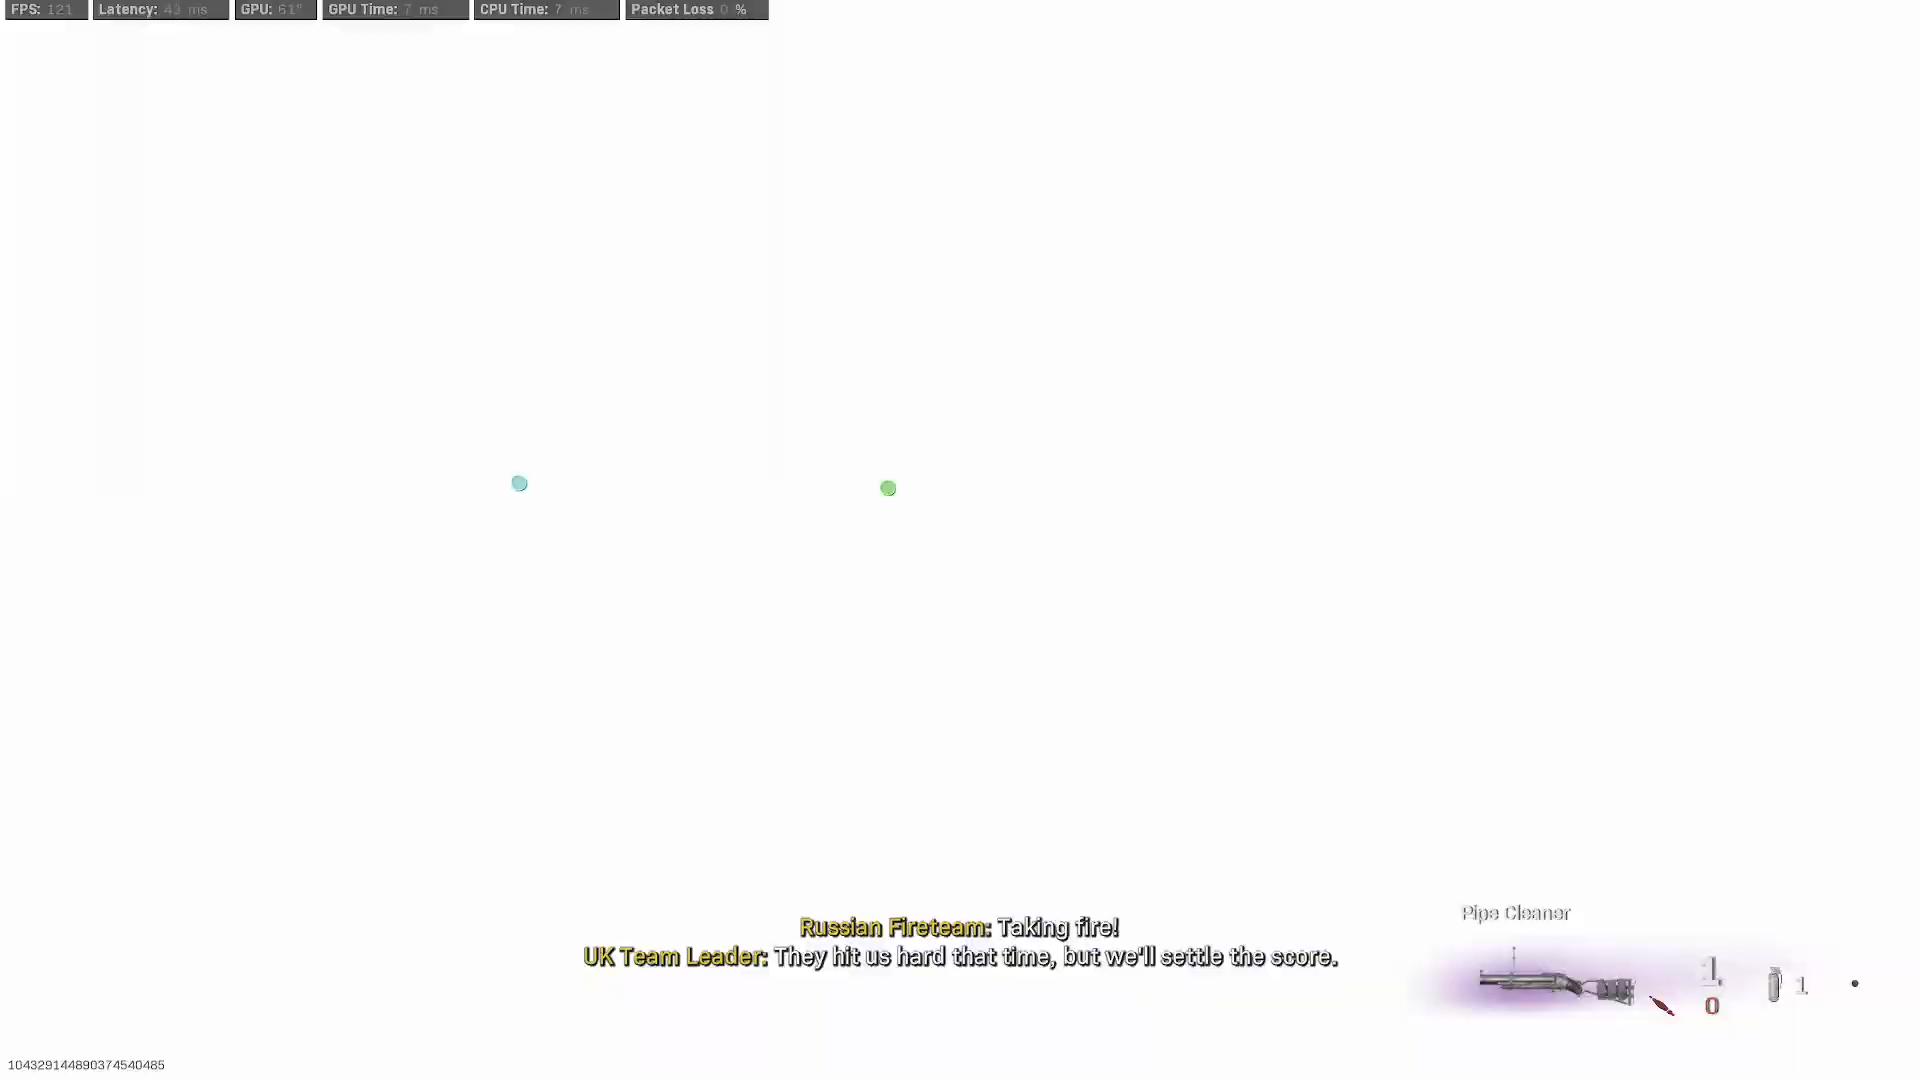 FPS: 121 Latency: 43 ms GPU: 61° GPU Time: 7 ms CPU Time: 7 ms Packet Loss 0 %
Russian Fireteam: Taking fire!
UK Team Leader: They hit us hard that time, but we'll settle the score.
Pipe Cleaner
1 1
0
104329144890374540485